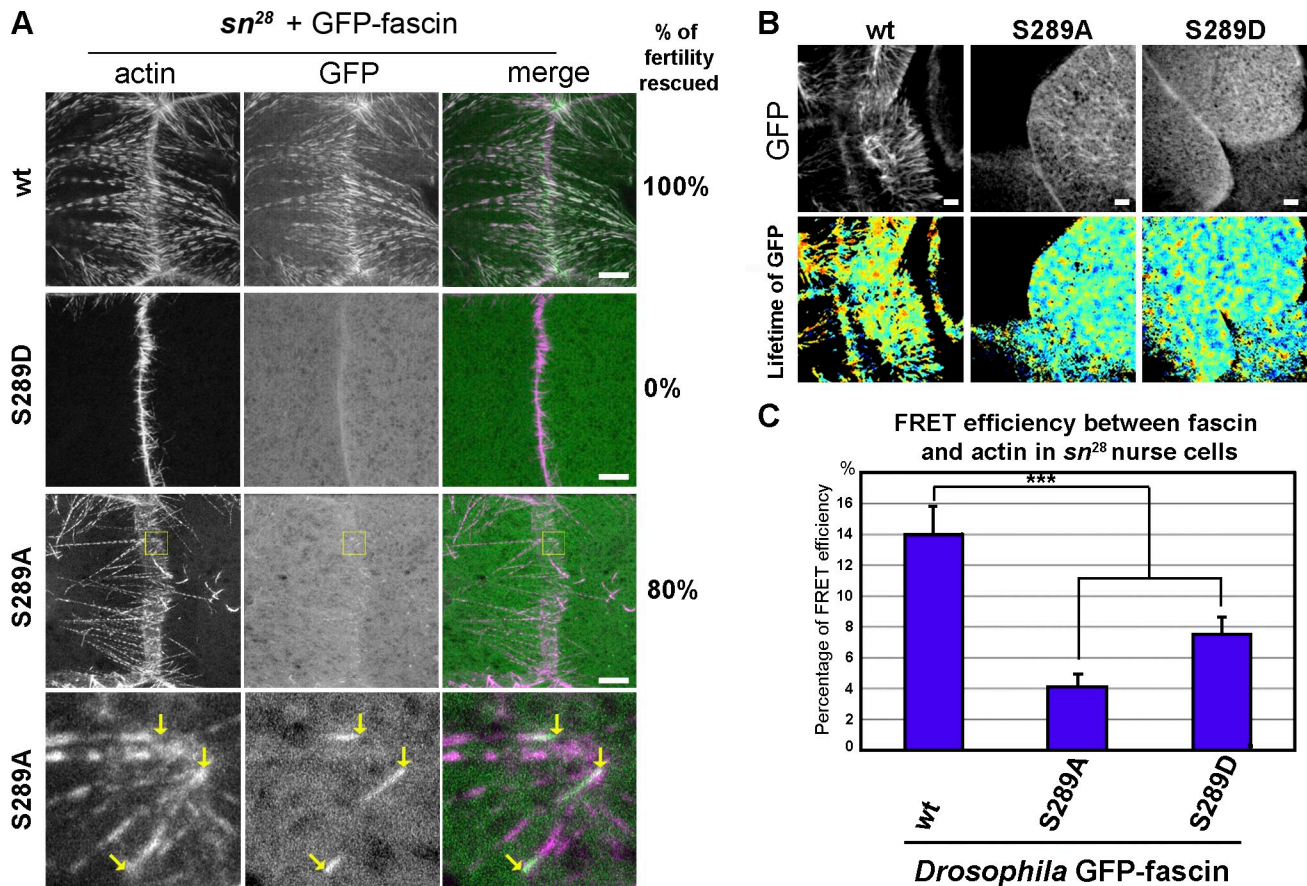 A
sn28 + GFP-fascin
actin
GFP
merge
% of
fertility
rescued
wt
100%
S289D
0%
S289A
80%
S289A
B
wt
S289A
S289D
GFP
Lifetime of GFP
C
FRET efficiency between fascin
and actin in sn28 nurse cells
%
Percentage of FRET efficiency
16
14
12
10
8
6
4
2
0
***
wt
S289A
S289D
Drosophila GFP-fascin